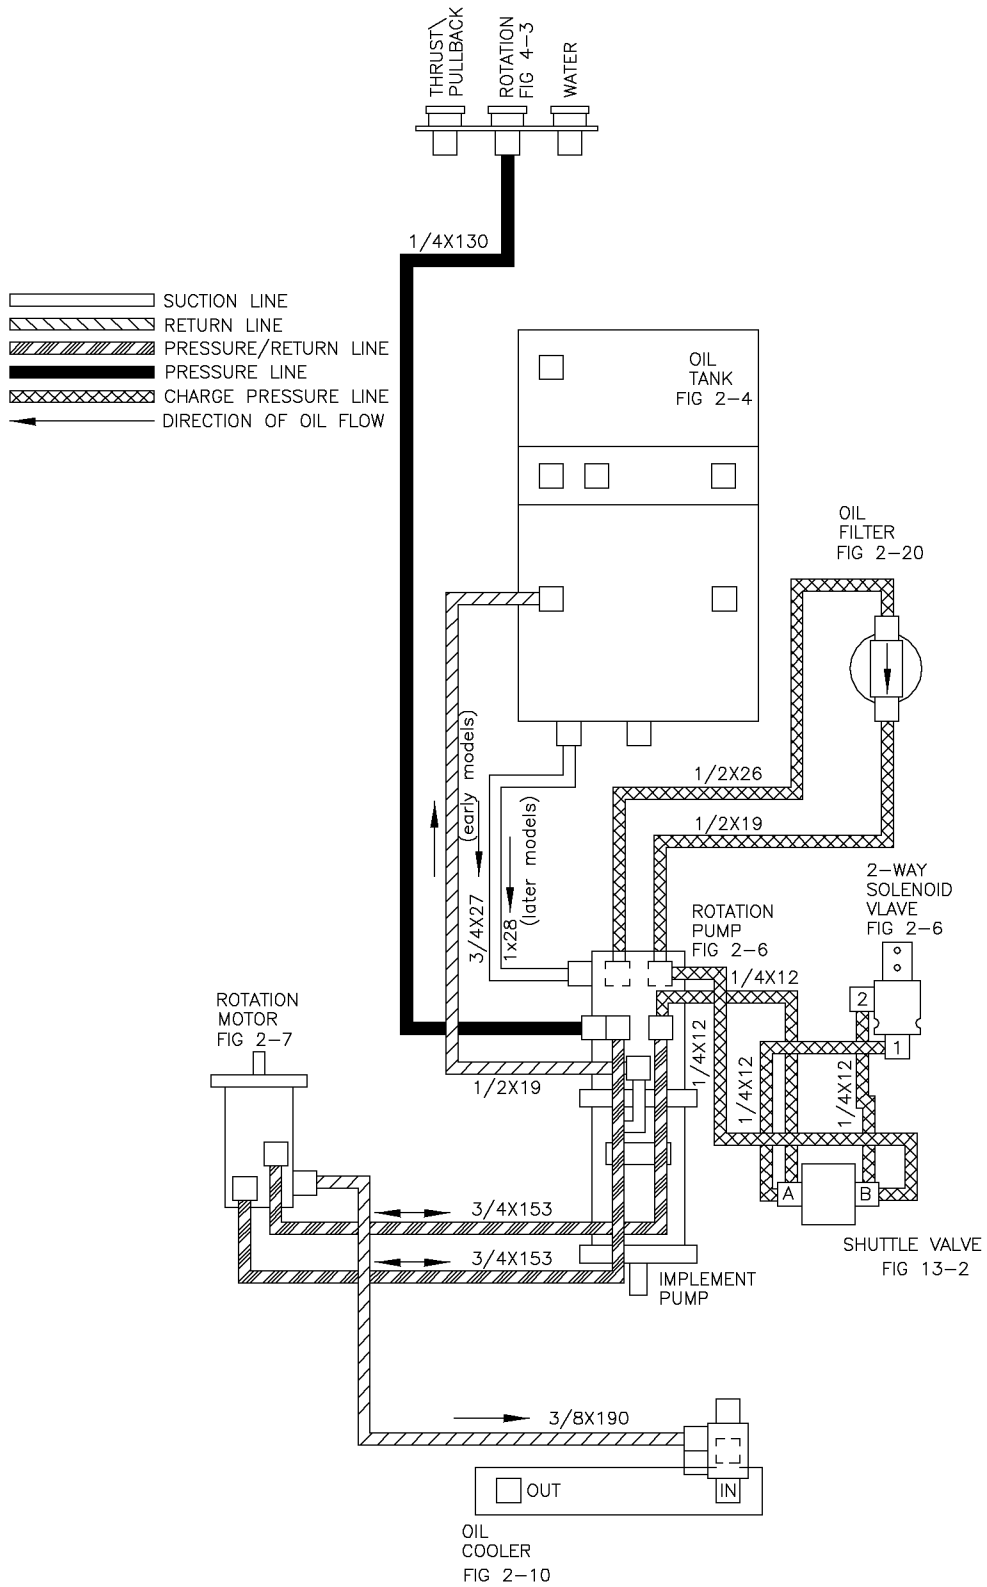 THRUST\
PULLBACK
ROTATION
FIG 4-3
WATER
1/4X130
SUCTION LINE
RETURN LINE
PRESSURE/RETURN LINE
PRESSURE LINE
CHARGE PRESSURE LINE
DIRECTION OF OIL FLOW
OIL
TANK
FIG 2-4
OIL
FILTER
FIG 2-20
(early models)
3/4X27
1x28
(later models)
1/2X26
1/2X19
2-WAY
SOLENOID
VLAVE
FIG 2-6
ROTATION
PUMP
FIG 2-6
1/4X12
2
1
1/4X12
1/4X12
1/4X12
ROTATION
MOTOR
FIG 2-7
1/2X19
A
B
3/4X153
3/4X153
SHUTTLE VALVE
FIG 13-2
IMPLEMENT
PUMP
3/8X190
OUT
IN
OIL
COOLER
FIG 2-10